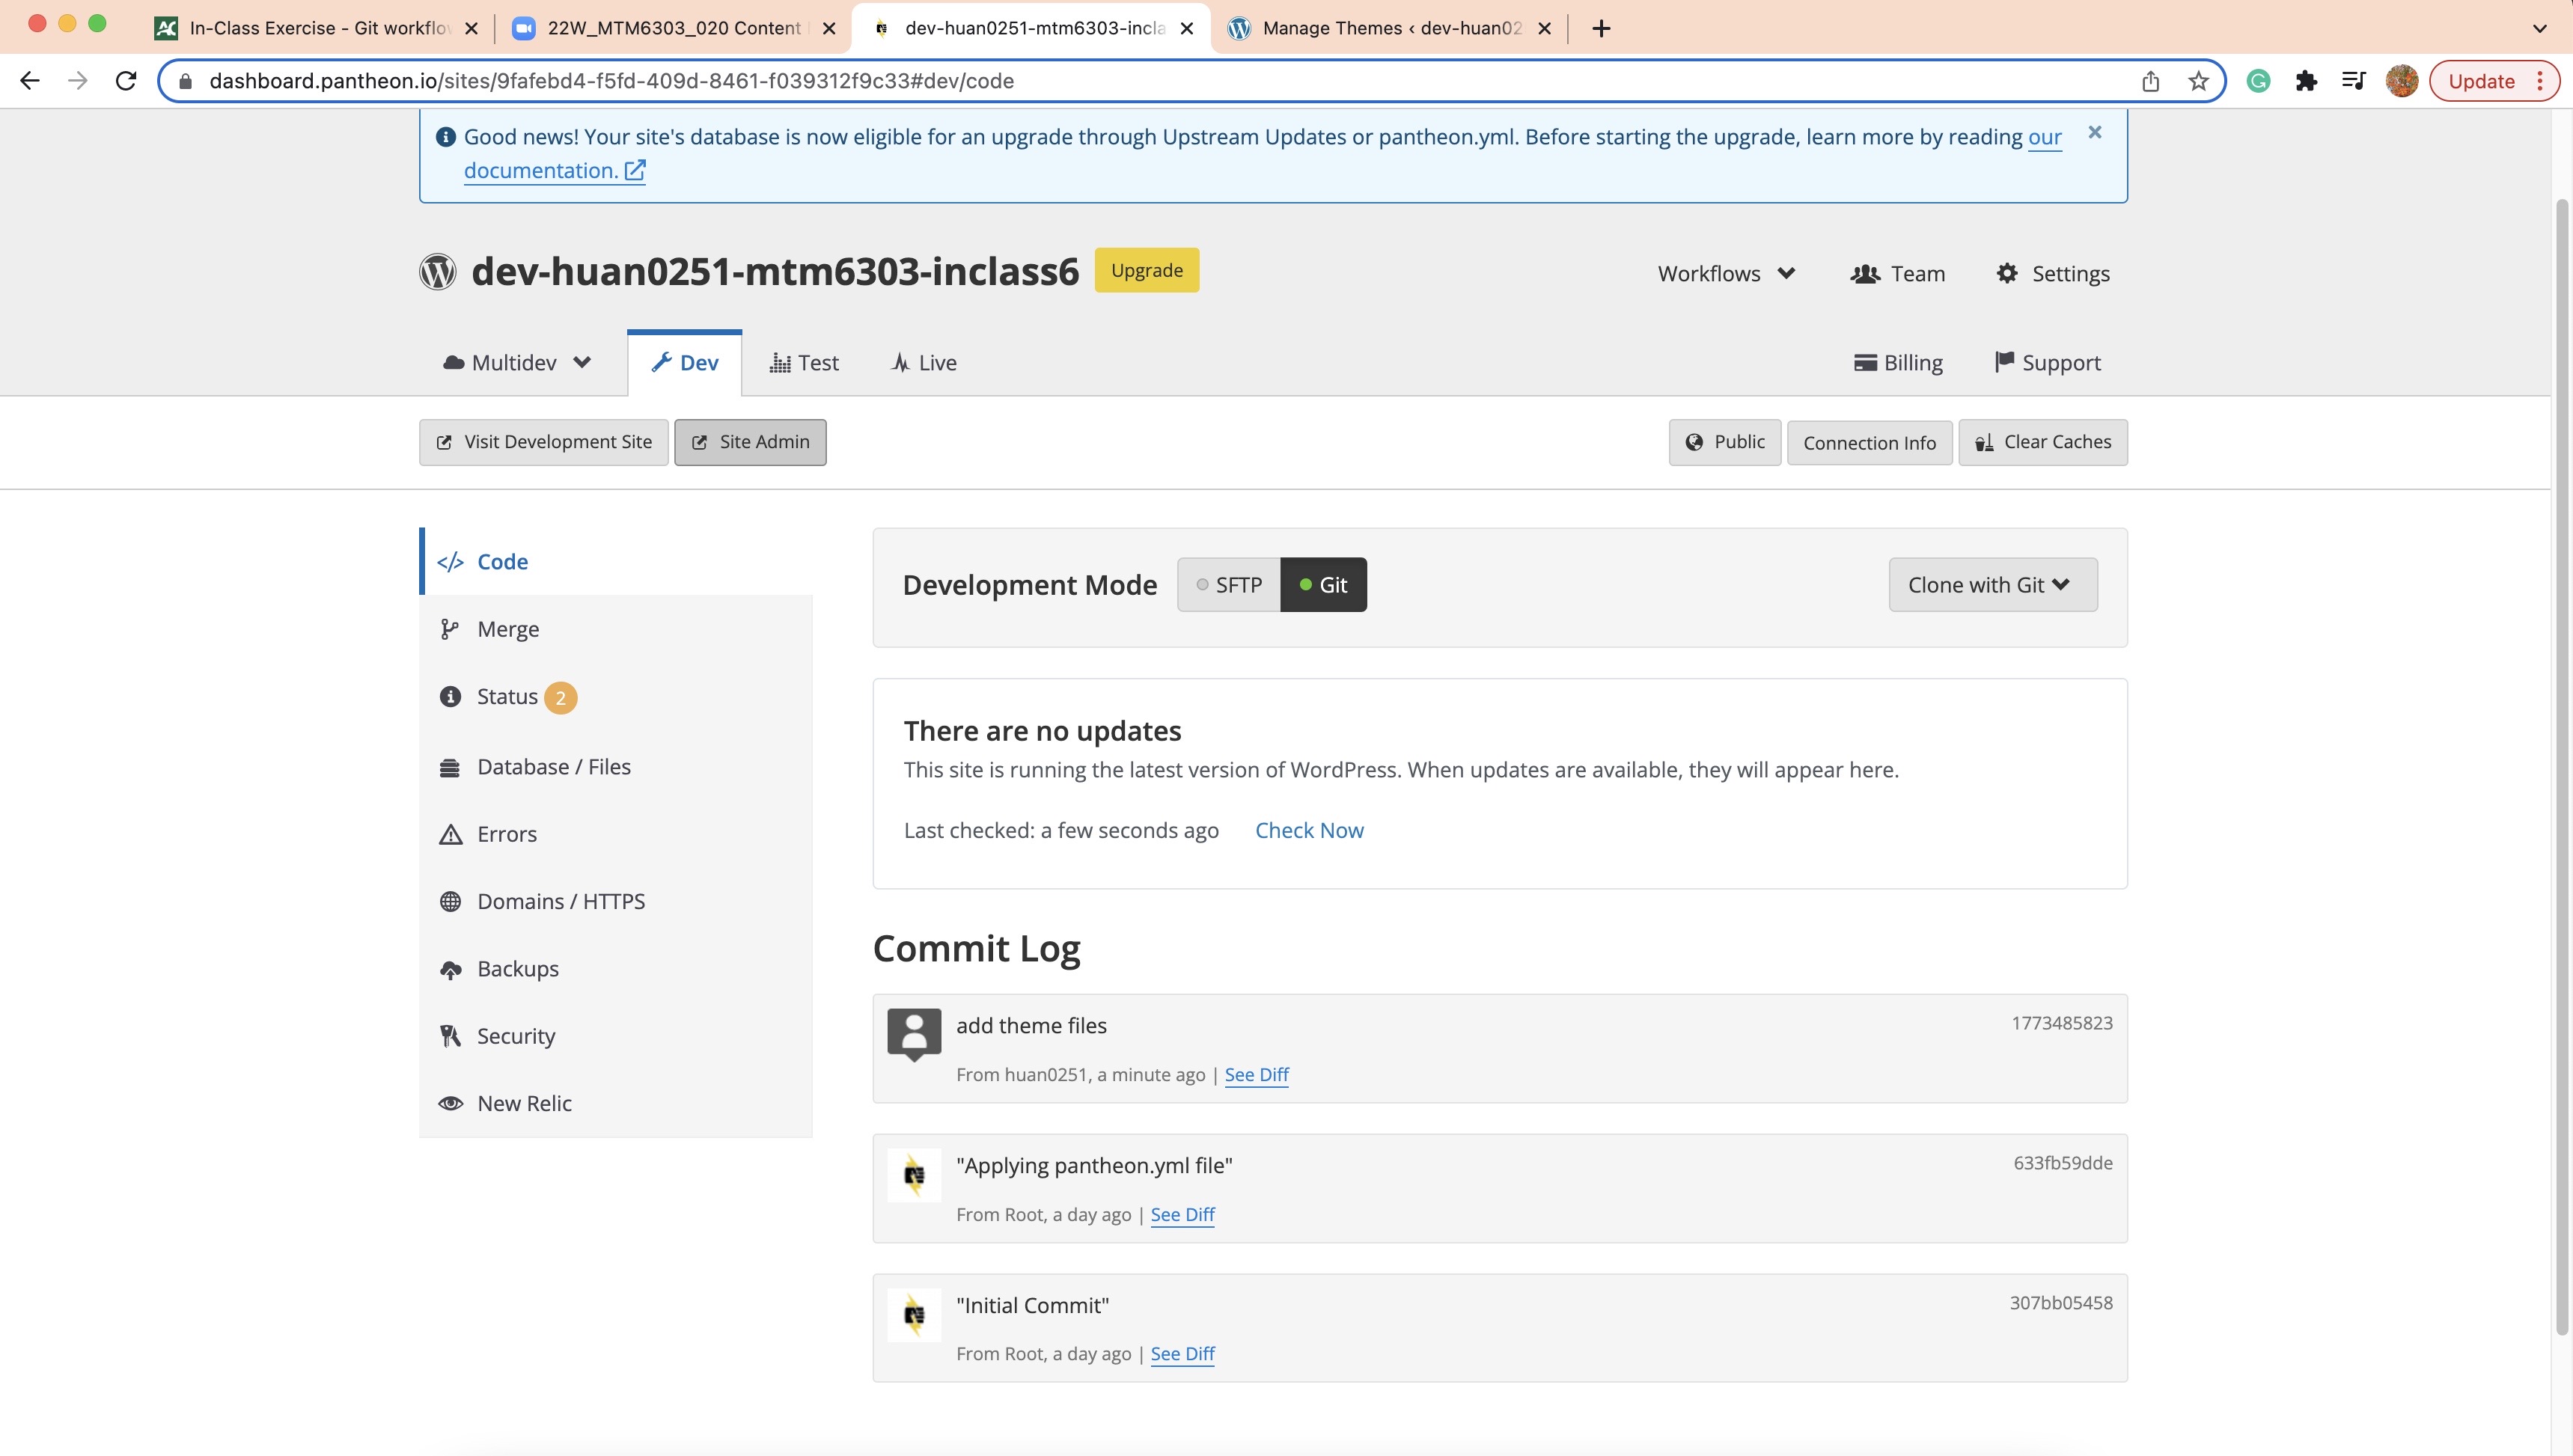 In-Class Exercise - Git workflo
22W_MTM6303_020 Content
dev-huan0251-mtm6303-incla
Manage Themes ‹ dev-huan02
dashboard.pantheon.io/sites/9fafebd4-f5fd-409d-8461-f039312f9c33#dev/code
Update
Good news! Your site's database is now eligible for an upgrade through Upstream Updates or pantheon.yml. Before starting the upgrade, learn more by reading our
documentation.
dev-huan0251-mtm6303-inclass6
Upgrade
Workflows
Team
Settings
Multidev
Dev
Test
Live
Billing
Support
Visit Development Site
Site Admin
Public
Connection Info
Clear Caches
Code
Merge
Status 2
Database / Files
Errors
Domains / HTTPS
Backups
Security
New Relic
Development Mode
SFTP
Git
Clone with Git
There are no updates
This site is running the latest version of WordPress. When updates are available, they will appear here.
Last checked: a few seconds ago Check Now
Commit Log
add theme files
1773485823
From huan0251, a minute ago | See Diff
"Applying pantheon.yml file"
633fb59dde
From Root, a day ago | See Diff
"Initial Commit"
307bb05458
From Root, a day ago | See Diff